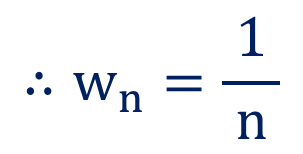 ∴ wₙ = 1/n